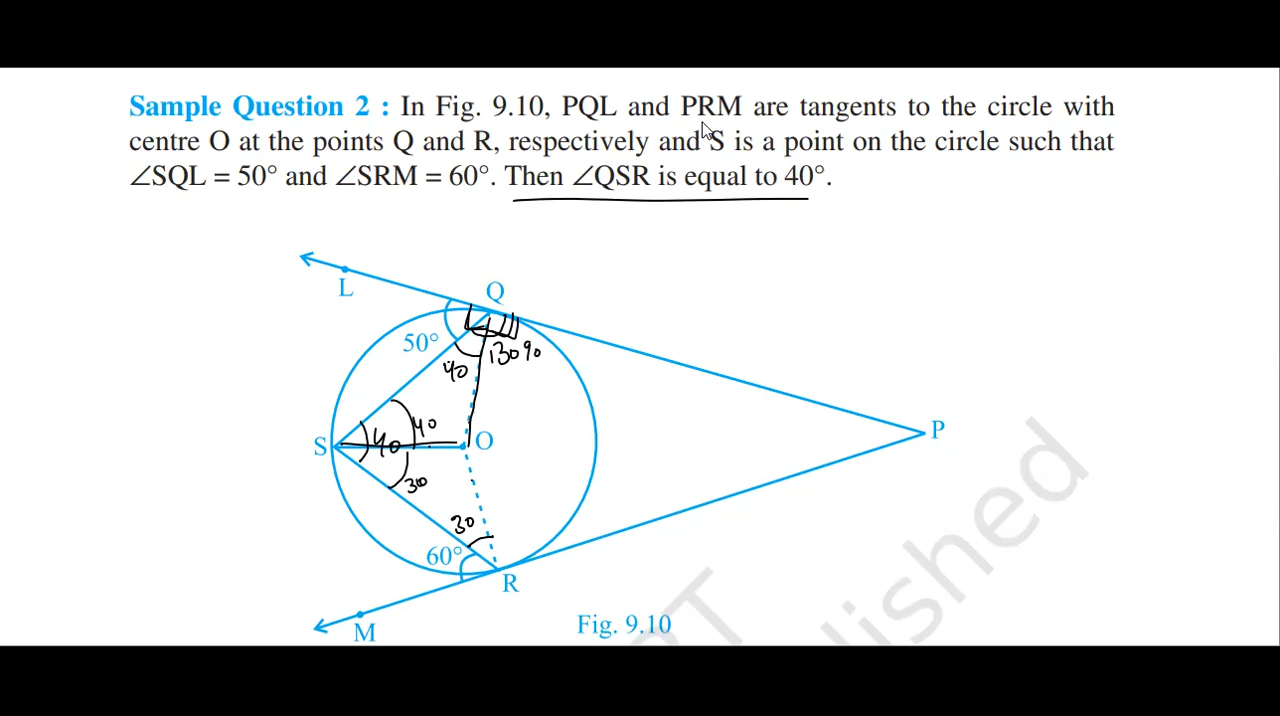 Sample Question 2 : In Fig. 9.10, PQL and PRM are tangents to the circle with
centre O at the points Q and R, respectively and S is a point on the circle such that
∠SQL = 50° and ∠SRM = 60°. Then ∠QSR is equal to 40°.
L
Q
50°
130 90
40
S
40
40
O
P
30
30
60°
R
M
Fig. 9.10